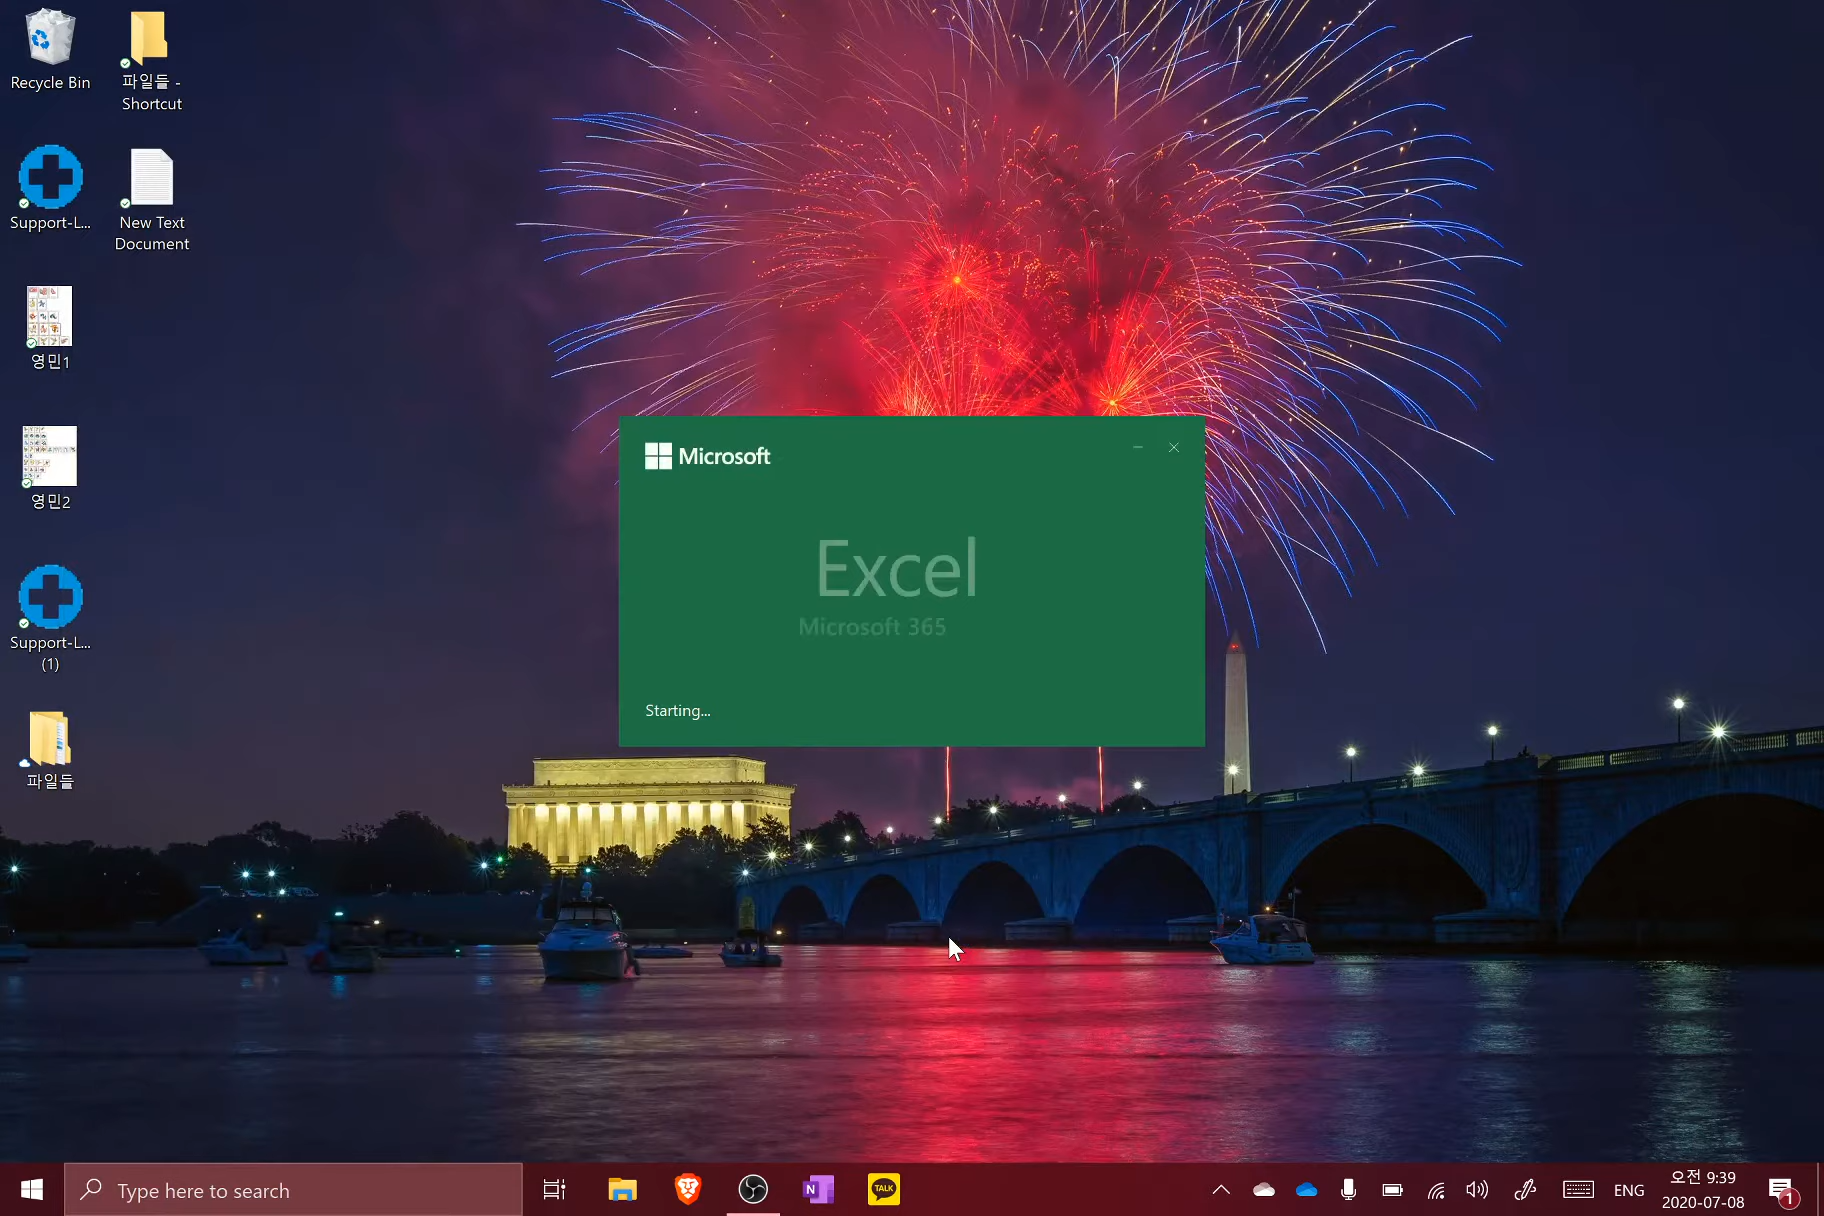 Recycle Bin
파일들 -
Shortcut
Support-L...
New Text
Document
영민1
영민2
Support-L...
(1)
파일들
Microsoft
Excel
Microsoft 365
Starting...
Type here to search
N
TALK
ENG
오전 9:39
2020-07-08
1